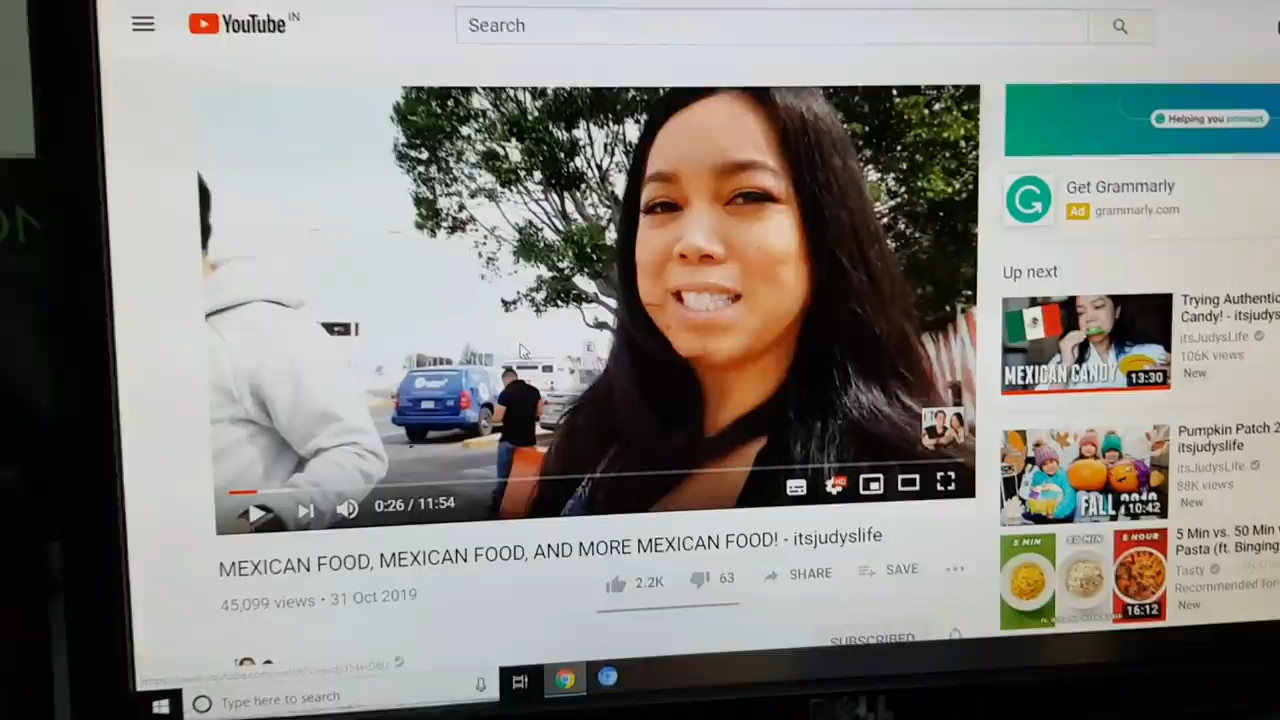 YouTube IN
Search
Helping you connect
Get Grammarly
Ad grammarly.com
Up next
Trying Authentic
Candy! - itsjudys
itsJudysLife
106K views
New
MEXICAN CANDY
13:30
Pumpkin Patch 2
itsjudyslife
itsJudysLife
88K views
New
FALL
10:42
5 Min vs. 50 Min
Pasta (ft. Binging
Tasty
Recommended for
New
5 MIN
50 MIN
5 HOUR
16:12
HD
0:26 / 11:54
MEXICAN FOOD, MEXICAN FOOD, AND MORE MEXICAN FOOD! - itsjudyslife
45,099 views • 31 Oct 2019
2.2K
63
SHARE
SAVE
SUBSCRIBED
Type here to search